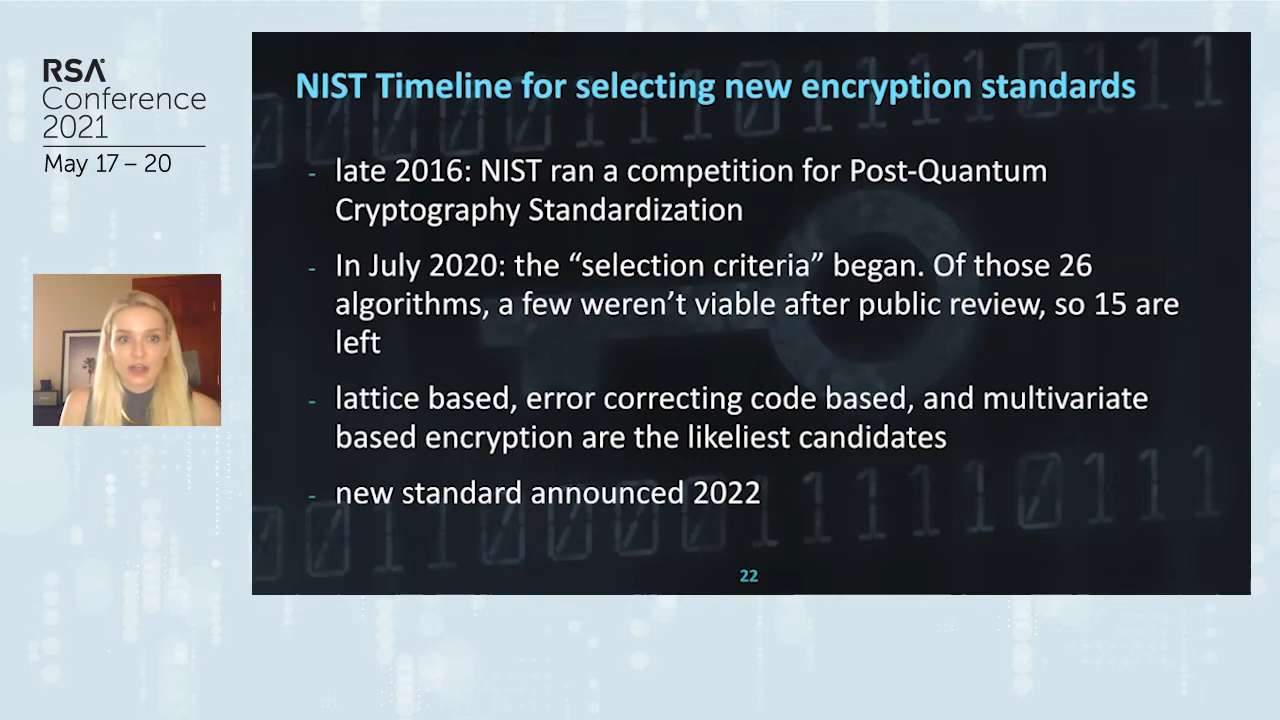 RSA
Conference
2021
May 17 – 20
NIST Timeline for selecting new encryption standards
- late 2016: NIST ran a competition for Post-Quantum
Cryptography Standardization
- In July 2020: the “selection criteria” began. Of those 26
algorithms, a few weren’t viable after public review, so 15 are
left
- lattice based, error correcting code based, and multivariate
based encryption are the likeliest candidates
- new standard announced 2022
22